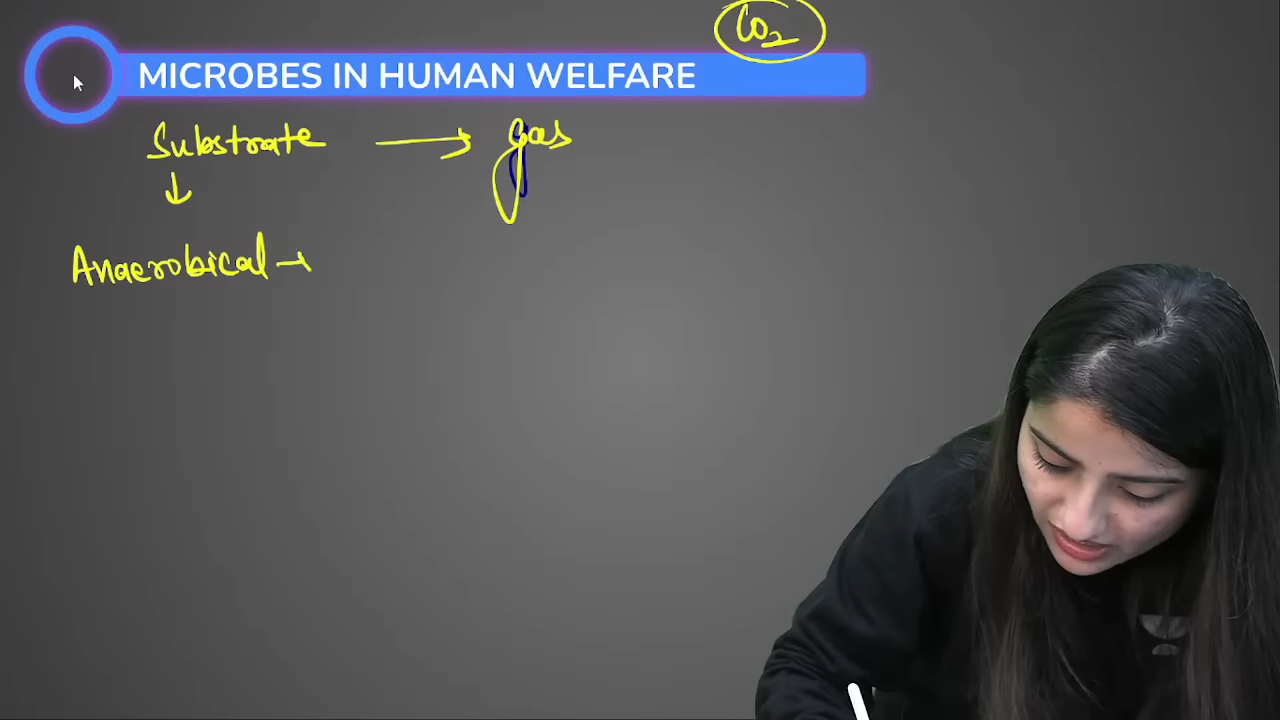 CO2
MICROBES IN HUMAN WELFARE
Substrate → gas
↓
Anaerobical →